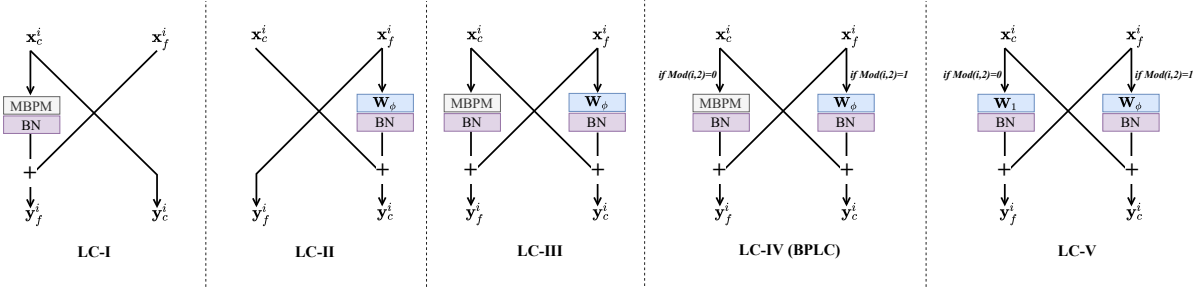 x_c^i x_f^i
MBPM
BN
+
y_f^i y_c^i
LC-I
x_c^i x_f^i
W_φ
BN
+
y_f^i y_c^i
LC-II
x_c^i x_f^i
MBPM W_φ
BN BN
+ +
y_f^i y_c^i
LC-III
x_c^i x_f^i
if Mod(i,2)=0 if Mod(i,2)=1
MBPM W_φ
BN BN
+ +
y_f^i y_c^i
LC-IV (BPLC)
x_c^i x_f^i
if Mod(i,2)=0 if Mod(i,2)=1
W_1 W_φ
BN BN
+ +
y_f^i y_c^i
LC-V